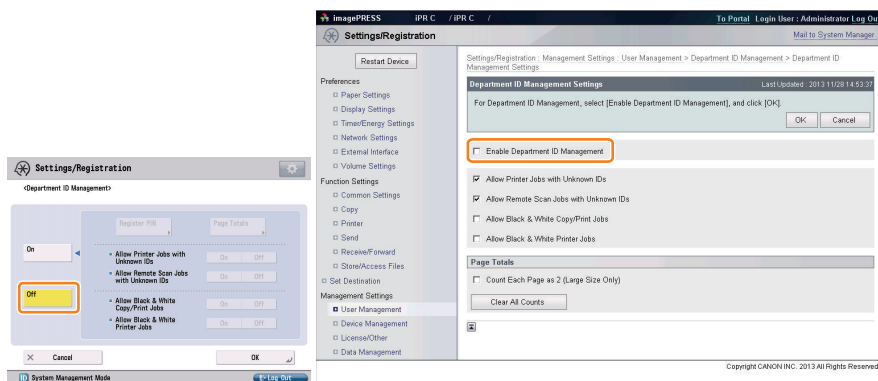 Settings/Registration
<Department ID Management>
Register PIN
Page Totals
On
Off
Allow Printer Jobs with
Unknown IDs
On
Off
Allow Remote Scan Jobs
with Unknown IDs
On
Off
Allow Black & White
Copy/Print Jobs
On
Off
Allow Black & White
Printer Jobs
On
Off
Cancel
OK
ID System Management Mode
Log Out
imagePRESS iPR C / iPR C /
To Portal Login User : Administrator Log Ou
Settings/Registration
Mail to System Manager
Restart Device
Preferences
Paper Settings
Display Settings
Timer/Energy Settings
Network Settings
External Interface
Volume Settings
Function Settings
Common Settings
Copy
Printer
Send
Receive/Forward
Store/Access Files
Set Destination
Management Settings
User Management
Device Management
License/Other
Data Management
Settings/Registration : Management Settings : User Management > Department ID Management > Department ID
Management Settings
Department ID Management Settings
Last Updated : 2013 11/28 14:53:37
For Department ID Management, select [Enable Department ID Management], and click [OK].
OK
Cancel
Enable Department ID Management
Allow Printer Jobs with Unknown IDs
Allow Remote Scan Jobs with Unknown IDs
Allow Black & White Copy/Print Jobs
Allow Black & White Printer Jobs
Page Totals
Count Each Page as 2 (Large Size Only)
Clear All Counts
Copyright CANON INC. 2013 All Rights Reserved